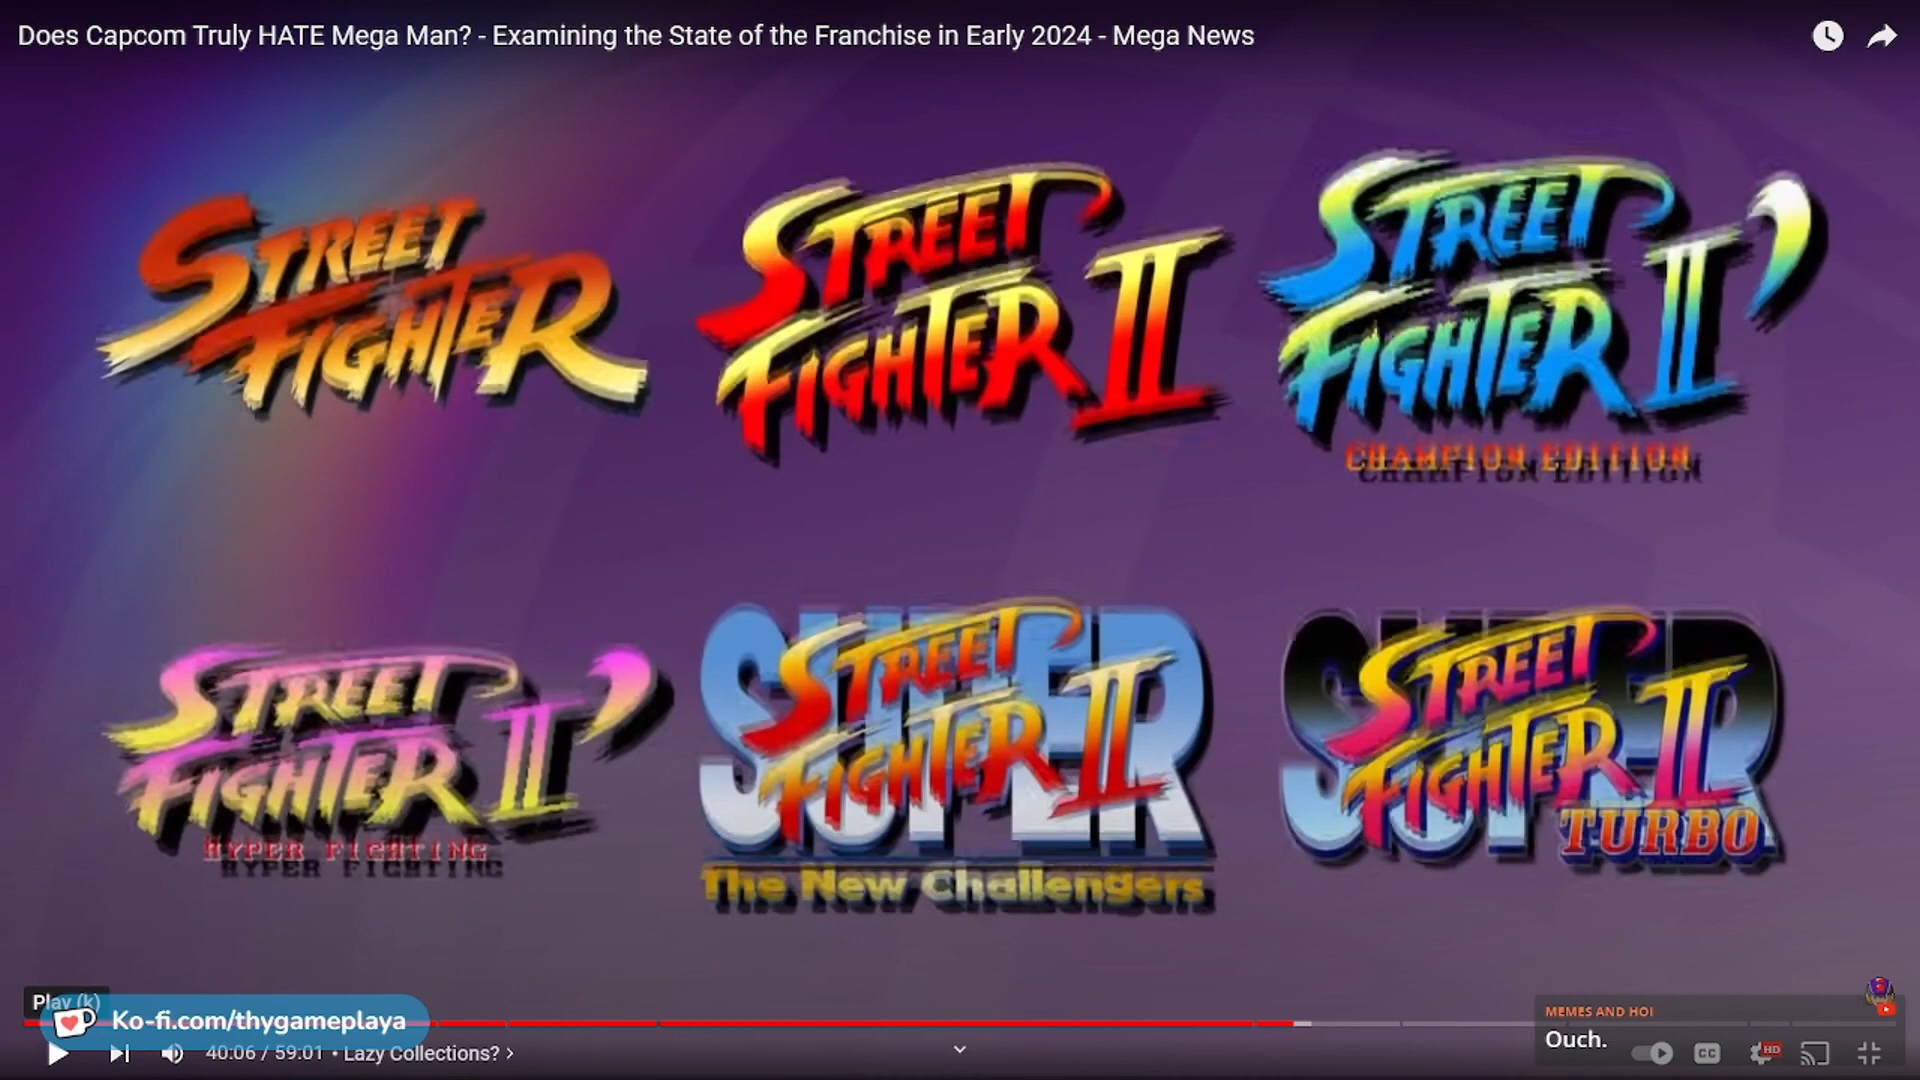 Does Capcom Truly HATE Mega Man? - Examining the State of the Franchise in Early 2024 - Mega News
STREET
FIGHTER
STREET
FIGHTER II
STREET
FIGHTER II'
CHAMPION EDITION
STREET
FIGHTER II'
HYPER FIGHTING
SUPER
STREET
FIGHTER II
The New Challengers
SUPER
STREET
FIGHTER II
TURBO
Play (k)
Ko-fi.com/thygameplaya
40:06 / 59:01 • Lazy Collections? >
MEMES AND HOI
Ouch.
CC
HD